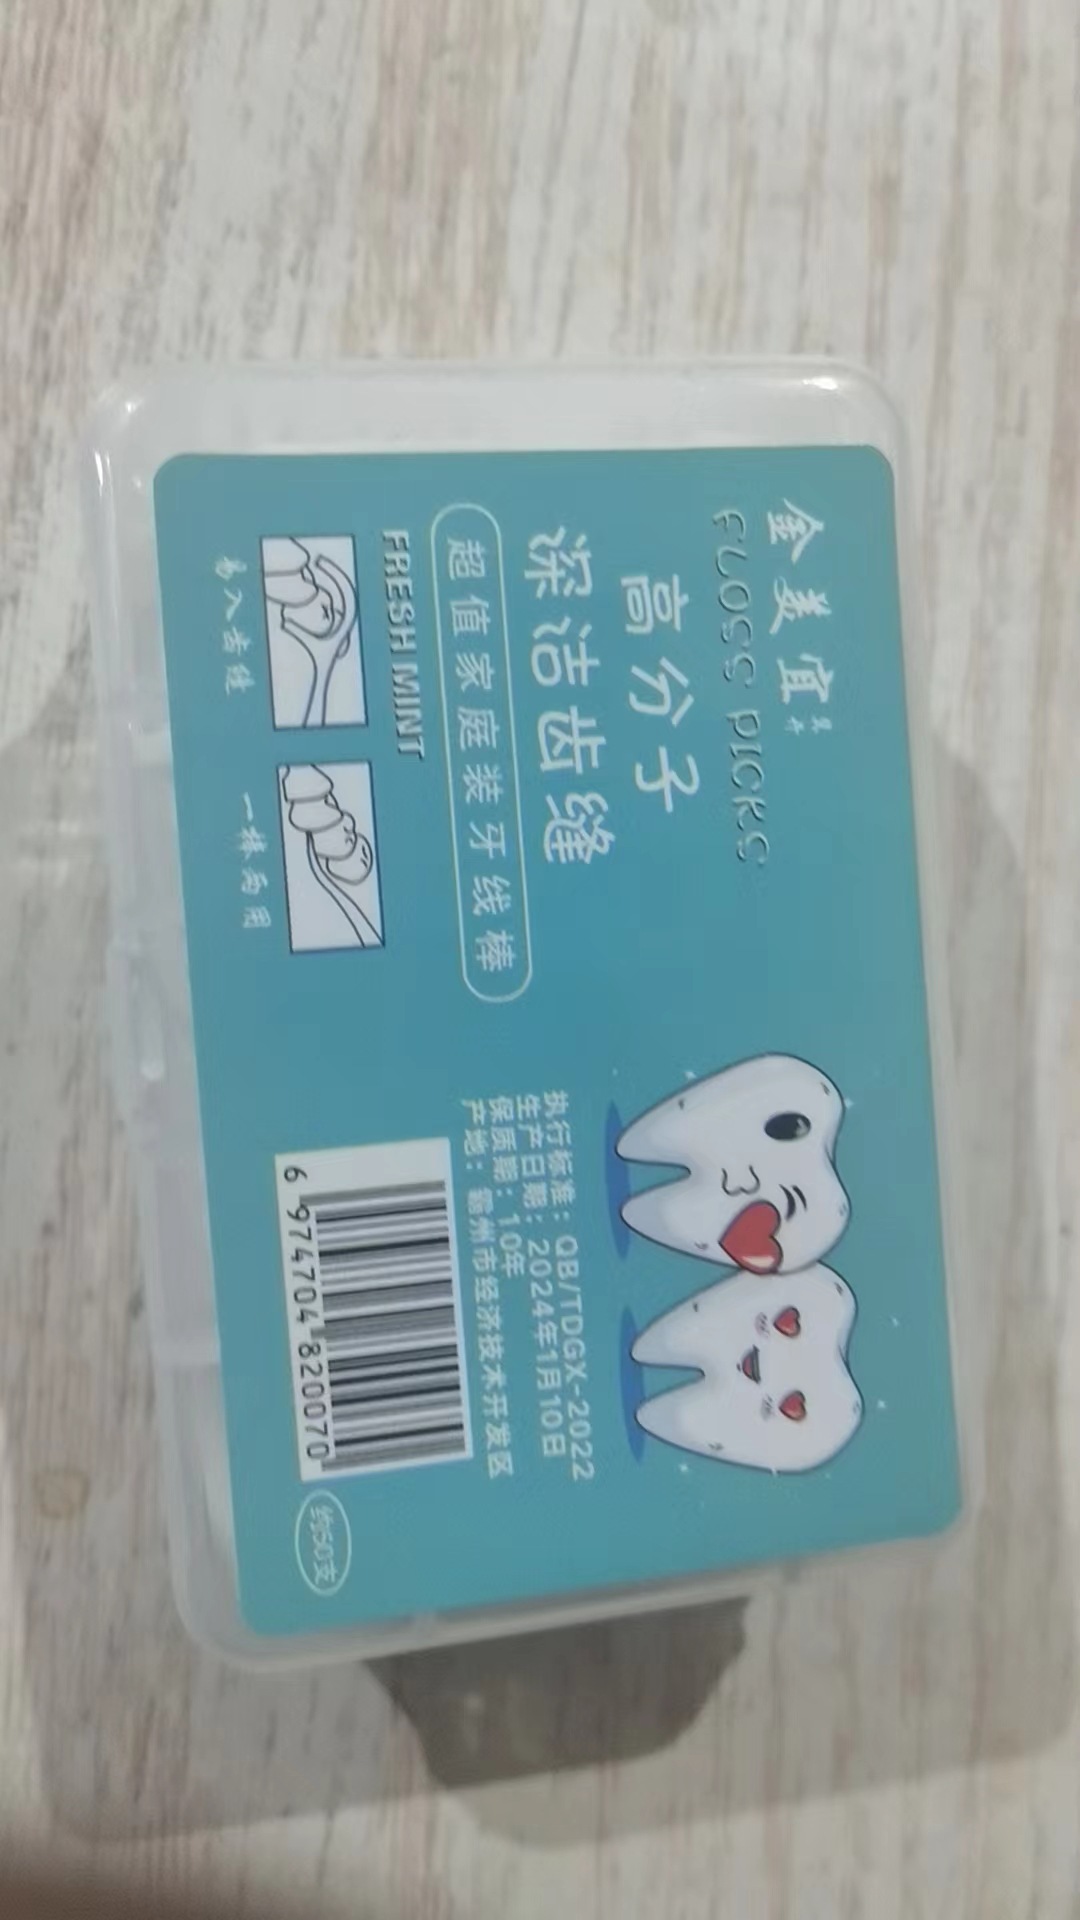 金美宜
FLOSS PICKS
高分子
深洁齿缝
超值家庭装牙线棒
FRESH MINT
易入齿缝
一棒两用
执行标准：QB/TDGX-2022
生产日期：2024年1月10日
保质期：10年
产地：霸州市经济技术开发区
6 974704 820070
约50支